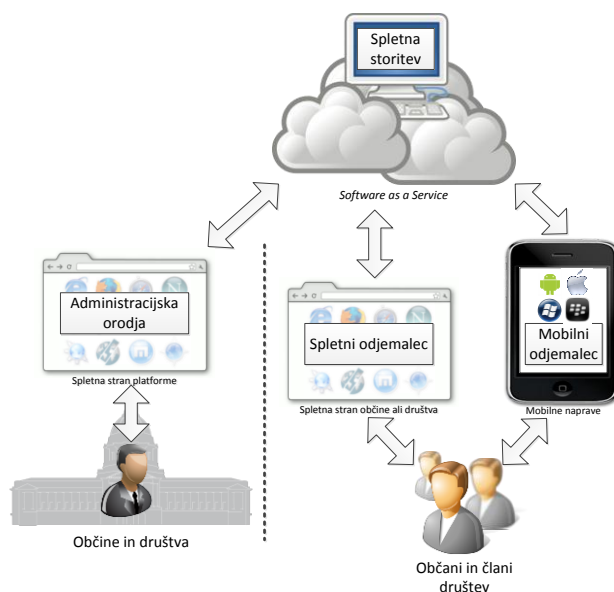 Spletna
storitev
Software as a Service
Administracijska
orodja
Spletna stran platforme
Spletni odjemalec
Spletna stran občine ali društva
Mobilni
odjemalec
Mobilne naprave
Občine in društva
Občani in člani
društev